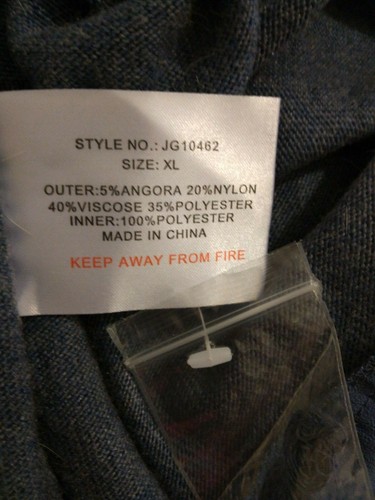 STYLE NO.: JG10462
SIZE: XL
OUTER:5%ANGORA 20%NYLON
40%VISCOSE 35%POLYESTER
INNER:100%POLYESTER
MADE IN CHINA
KEEP AWAY FROM FIRE